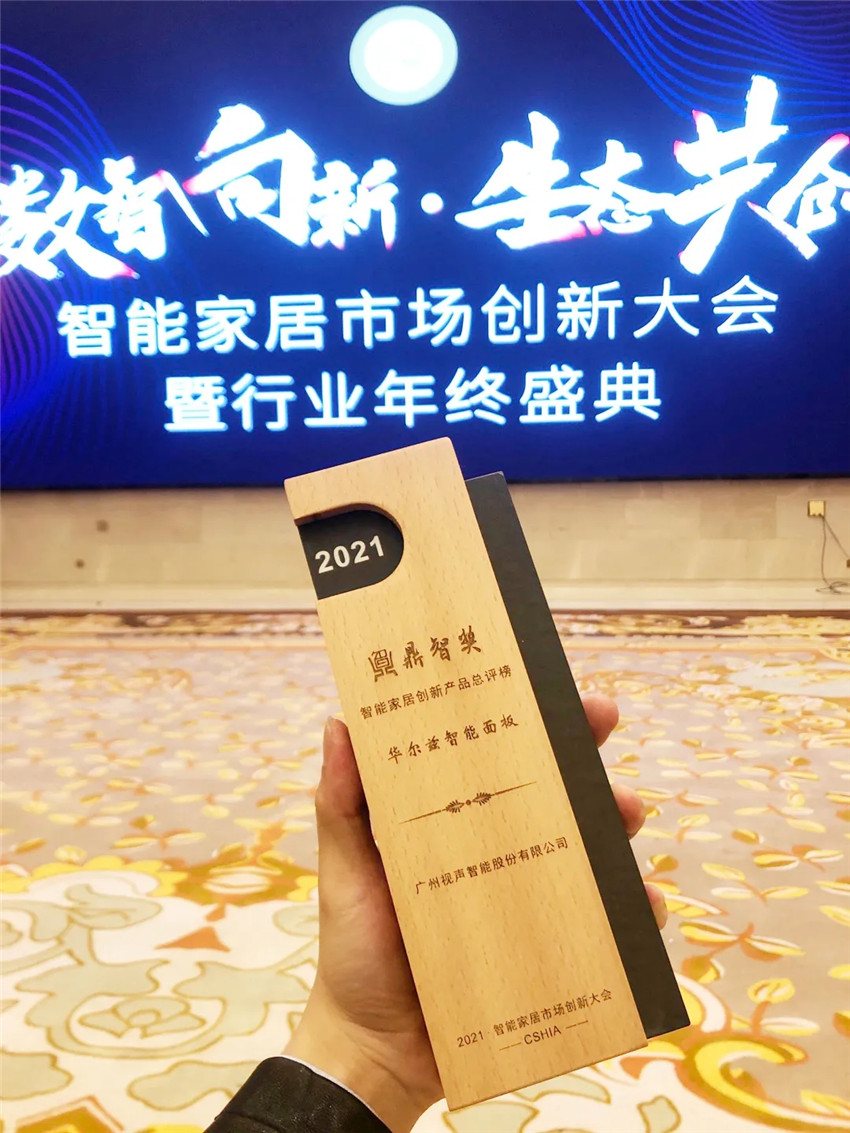 数智向新·生态共创
智能家居市场创新大会
暨行业年终盛典
2021
鼎智奖
智能家居创新产品总评榜
华尔兹智能面板
广州视声智能股份有限公司
2021·智能家居市场创新大会
CSHIA